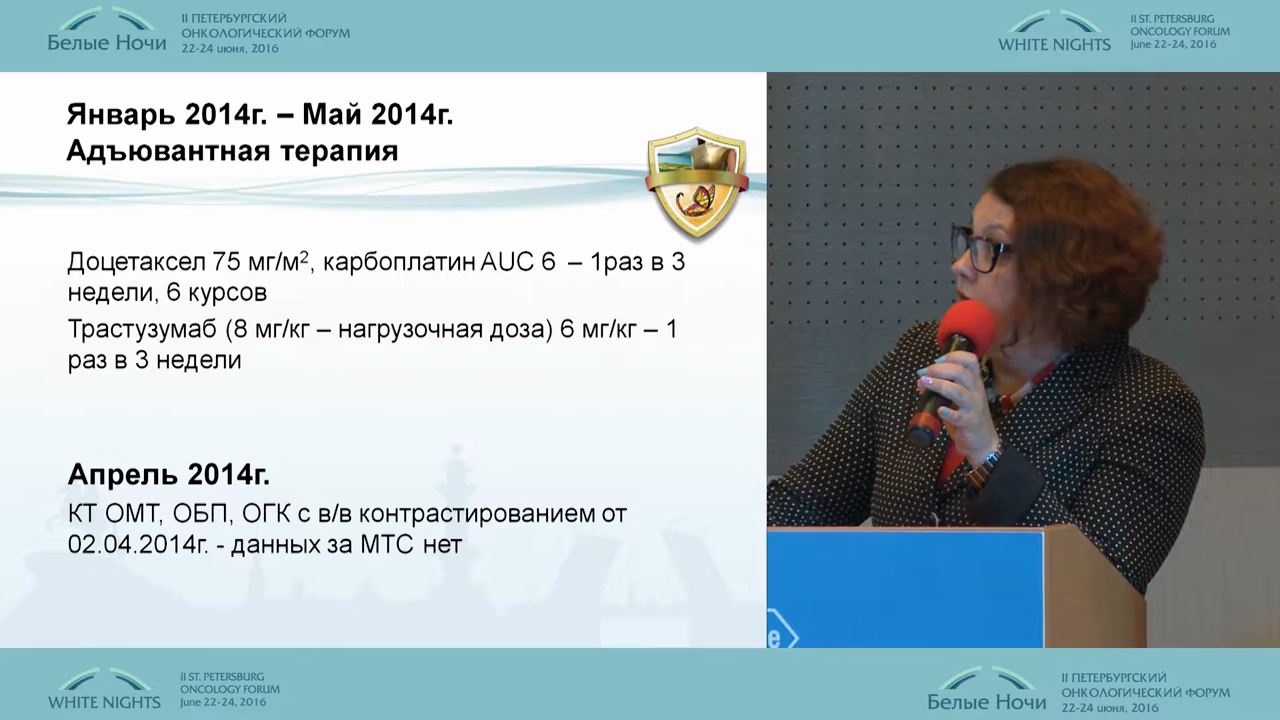 Белые Ночи
II ПЕТЕРБУРГСКИЙ
ОНКОЛОГИЧЕСКИЙ ФОРУМ
22-24 июня, 2016
WHITE NIGHTS
II ST. PETERSBURG
ONCOLOGY FORUM
June 22-24, 2016
Январь 2014г. – Май 2014г.
Адъювантная терапия
Доцетаксел 75 мг/м², карбоплатин AUC 6 – 1раз в 3
недели, 6 курсов
Трастузумаб (8 мг/кг – нагрузочная доза) 6 мг/кг – 1
раз в 3 недели
Апрель 2014г.
КТ ОМТ, ОБП, ОГК с в/в контрастированием от
02.04.2014г. - данных за МТС нет
e
WHITE NIGHTS
II ST. PETERSBURG
ONCOLOGY FORUM
June 22-24, 2016
Белые Ночи
II ПЕТЕРБУРГСКИЙ
ОНКОЛОГИЧЕСКИЙ ФОРУМ
22-24 июня, 2016